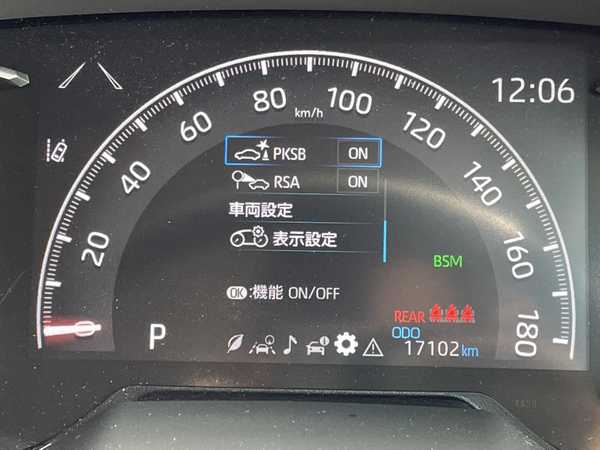 12:06
20
40
60
80
100
120
140
160
180
km/h
PKSB ON
RSA ON
車両設定
表示設定
BSM
OK:機能 ON/OFF
REAR
ODO
P
17102km